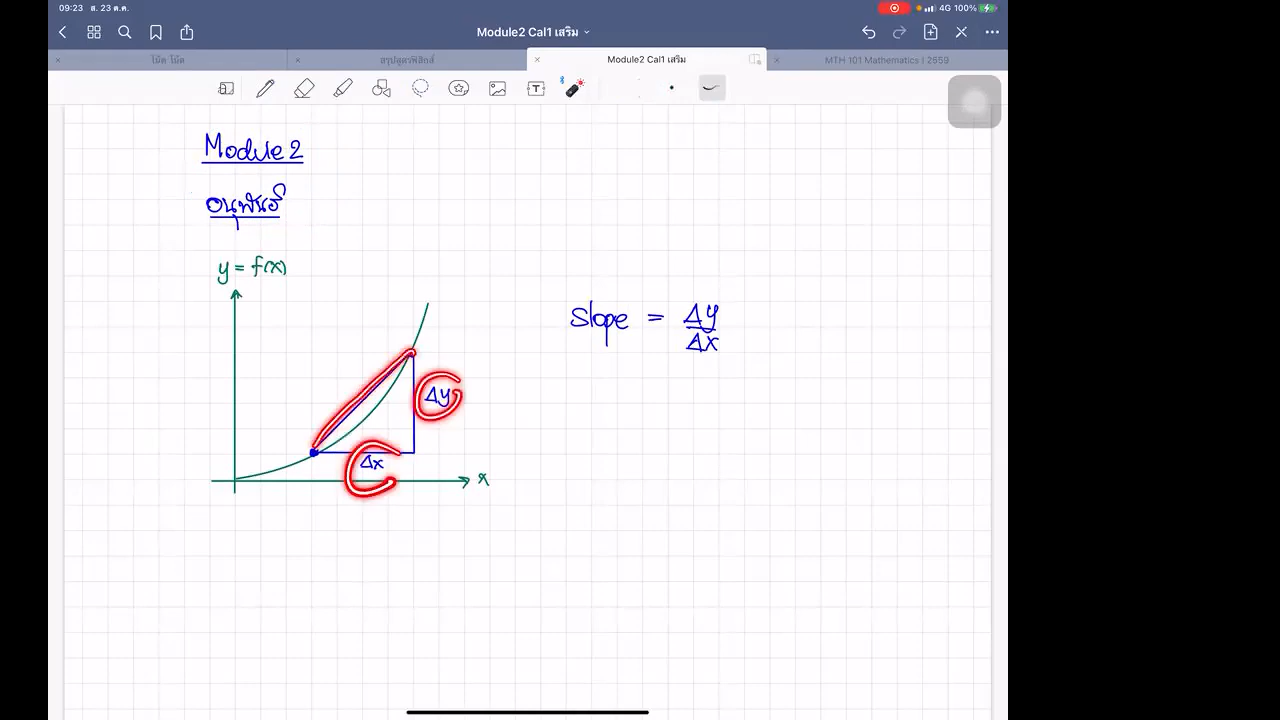 09:23 ส. 23 ต.ค.
4G 100%
Module2 Cal1 เสริม
โน๊ต โน๊ต
สรุปสูตรฟิสิกส์
Module2 Cal1 เสริม
MTH 101 Mathematics I 2559
Module 2
อนุพันธ์
y = f(x)
Slope = Δy
Δx
Δy
Δx
x